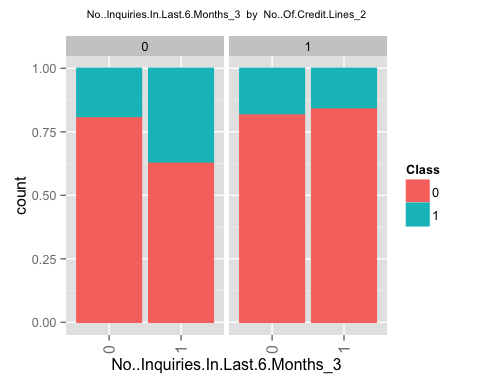 No..Inquiries.In.Last.6.Months_3 by No..Of.Credit.Lines_2
0 1
1.00
0.75
0.50
0.25
0.00
count
0 1 0 1
No..Inquiries.In.Last.6.Months_3
Class
0
1